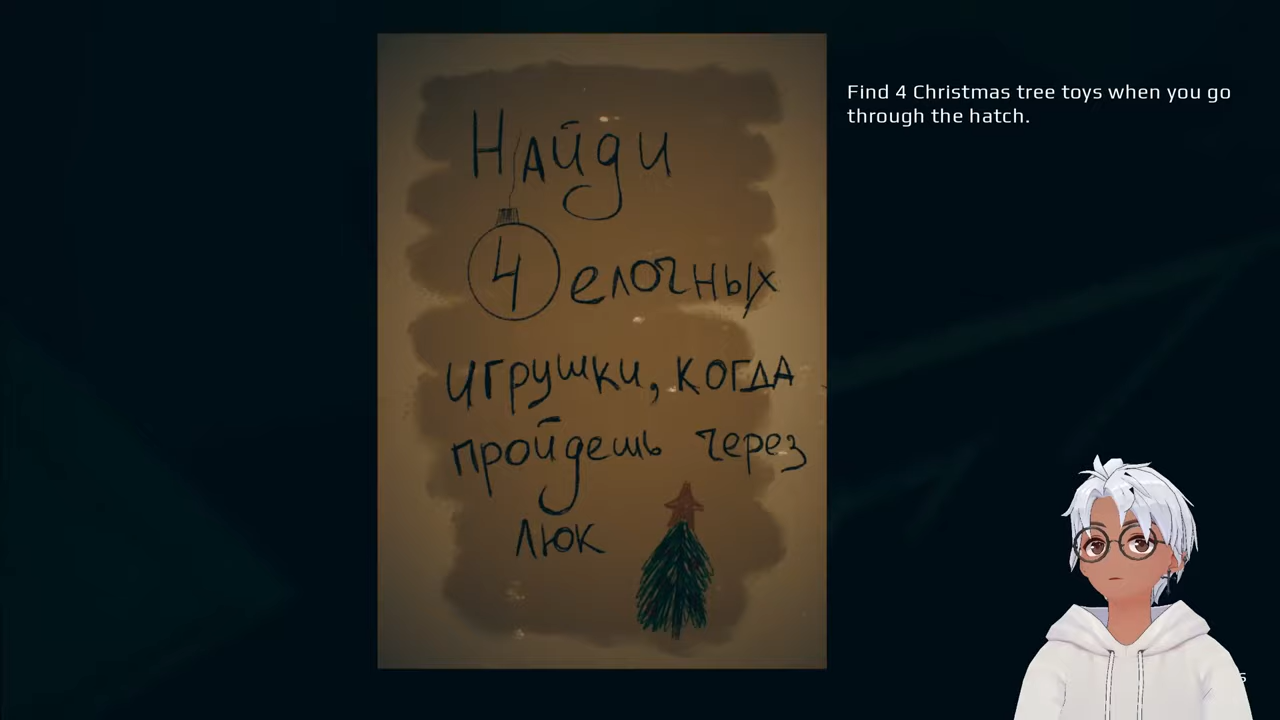 Найди
4 елочных
игрушки, когда
пройдешь через
люк
Find 4 Christmas tree toys when you go
through the hatch.